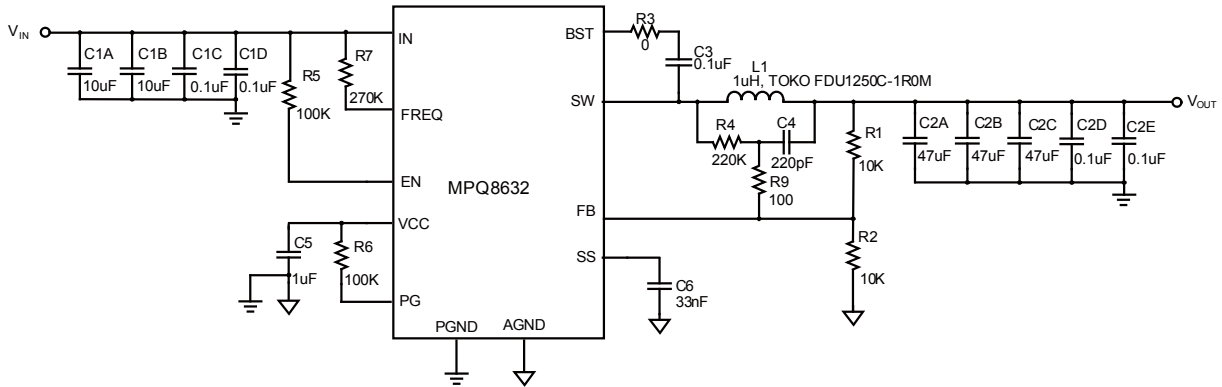 VIN
C1A
10uF
C1B
10uF
C1C
0.1uF
C1D
0.1uF
R5
100K
R7
270K
IN
FREQ
EN
VCC
PG
PGND
AGND
MPQ8632
BST
SW
FB
SS
C5
1uF
R6
100K
R3
0
C3
0.1uF
L1
1uH, TOKO FDU1250C-1R0M
R4
220K
C4
220pF
R9
100
R1
10K
R2
10K
C6
33nF
C2A
47uF
C2B
47uF
C2C
47uF
C2D
0.1uF
C2E
0.1uF
VOUT